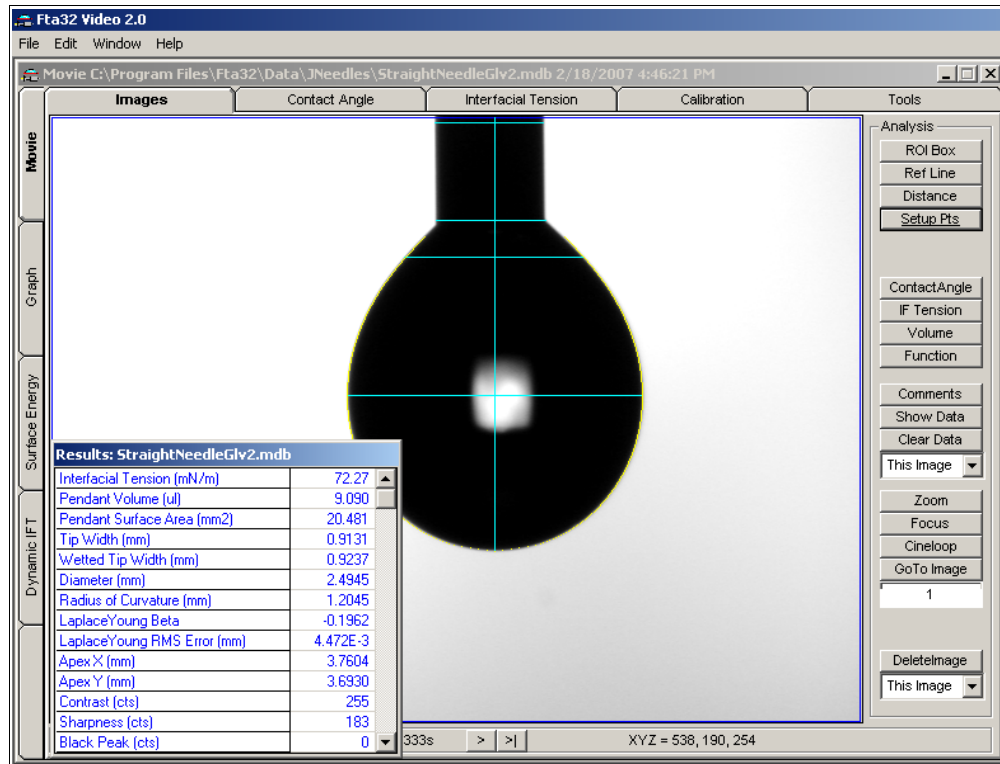 Fta32 Video 2.0
File Edit Window Help
Movie C:\Program Files\Fta32\Data\JNeedles\StraightNeedleGlv2.mdb 2/18/2007 4:46:21 PM
Images Contact Angle Interfacial Tension Calibration Tools
Movie
Graph
Surface Energy
Dynamic IFT
Analysis
ROI Box
Ref Line
Distance
Setup Pts
ContactAngle
IF Tension
Volume
Function
Comments
Show Data
Clear Data
This Image
Zoom
Focus
Cineloop
GoTo Image
1
DeleteImage
This Image
Results: StraightNeedleGlv2.mdb
Interfacial Tension (mN/m) 72.27
Pendant Volume (ul) 9.090
Pendant Surface Area (mm2) 20.481
Tip Width (mm) 0.9131
Wetted Tip Width (mm) 0.9237
Diameter (mm) 2.4945
Radius of Curvature (mm) 1.2045
LaplaceYoung Beta -0.1962
LaplaceYoung RMS Error (mm) 4.472E-3
Apex X (mm) 3.7604
Apex Y (mm) 3.6930
Contrast (cts) 255
Sharpness (cts) 183
Black Peak (cts) 0
333s > >| XYZ = 538, 190, 254